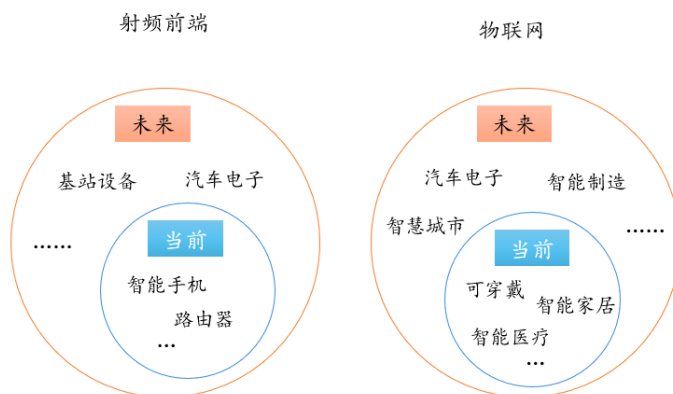 射频前端
未来
基站设备
汽车电子
……
当前
智能手机
路由器
…
物联网
未来
汽车电子
智能制造
智慧城市
……
当前
可穿戴
智能家居
智能医疗
…